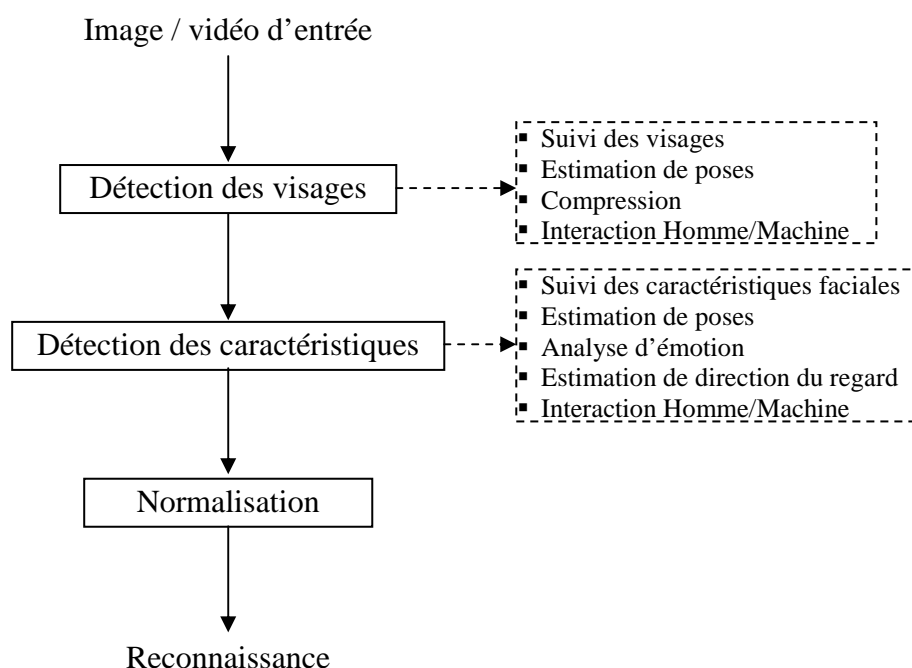 Image / vidéo d’entrée
Détection des visages
▪ Suivi des visages
▪ Estimation de poses
▪ Compression
▪ Interaction Homme/Machine
Détection des caractéristiques
▪ Suivi des caractéristiques faciales
▪ Estimation de poses
▪ Analyse d’émotion
▪ Estimation de direction du regard
▪ Interaction Homme/Machine
Normalisation
Reconnaissance